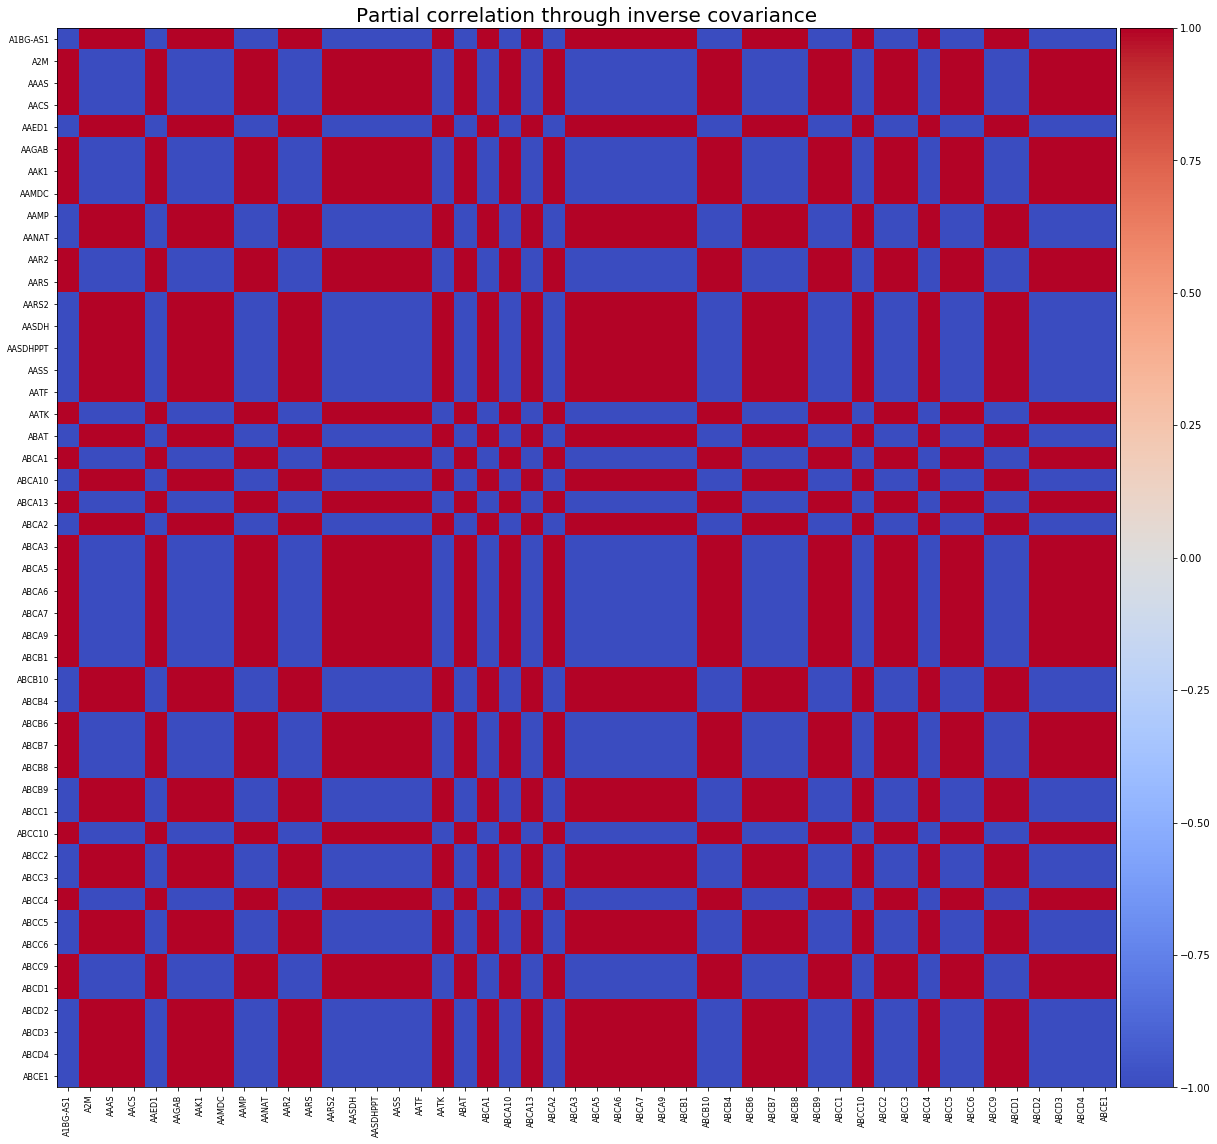 Partial correlation through inverse covariance
A1BG-AS1
A2M
AAAS
AACS
AAED1
AAGAB
AAK1
AAMDC
AAMP
AANAT
AAR2
AARS
AARS2
AASDH
AASDHPPT
AASS
AATF
AATK
ABAT
ABCA1
ABCA10
ABCA13
ABCA2
ABCA3
ABCA5
ABCA6
ABCA7
ABCA9
ABCB1
ABCB10
ABCB4
ABCB6
ABCB7
ABCB8
ABCB9
ABCC1
ABCC10
ABCC2
ABCC3
ABCC4
ABCC5
ABCC6
ABCC9
ABCD1
ABCD2
ABCD3
ABCD4
ABCE1
A1BG-AS1
A2M
AAAS
AACS
AAED1
AAGAB
AAK1
AAMDC
AAMP
AANAT
AAR2
AARS
AARS2
AASDH
AASDHPPT
AASS
AATF
AATK
ABAT
ABCA1
ABCA10
ABCA13
ABCA2
ABCA3
ABCA5
ABCA6
ABCA7
ABCA9
ABCB1
ABCB10
ABCB4
ABCB6
ABCB7
ABCB8
ABCB9
ABCC1
ABCC10
ABCC2
ABCC3
ABCC4
ABCC5
ABCC6
ABCC9
ABCD1
ABCD2
ABCD3
ABCD4
ABCE1
1.00
0.75
0.50
0.25
0.00
−0.25
−0.50
−0.75
−1.00